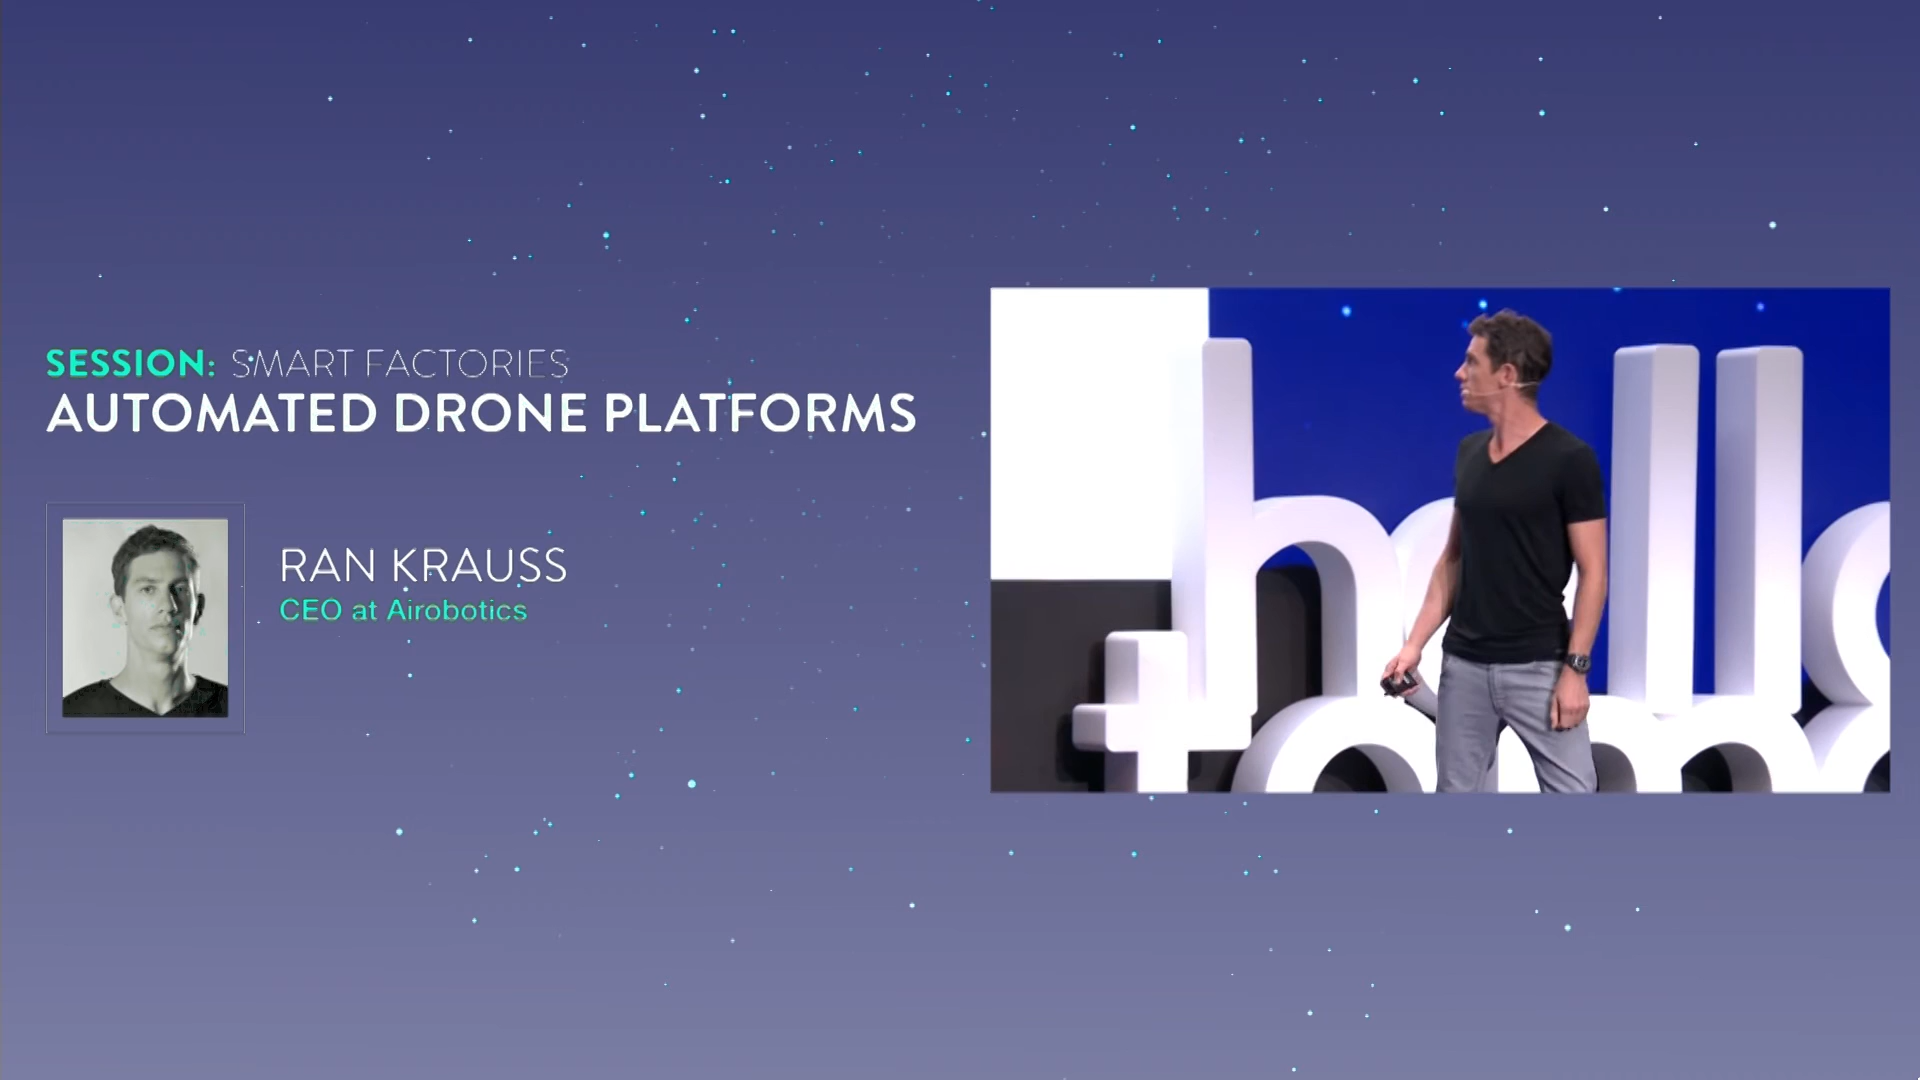 SESSION: SMART FACTORIES
AUTOMATED DRONE PLATFORMS
RAN KRAUSS
CEO at Airobotics